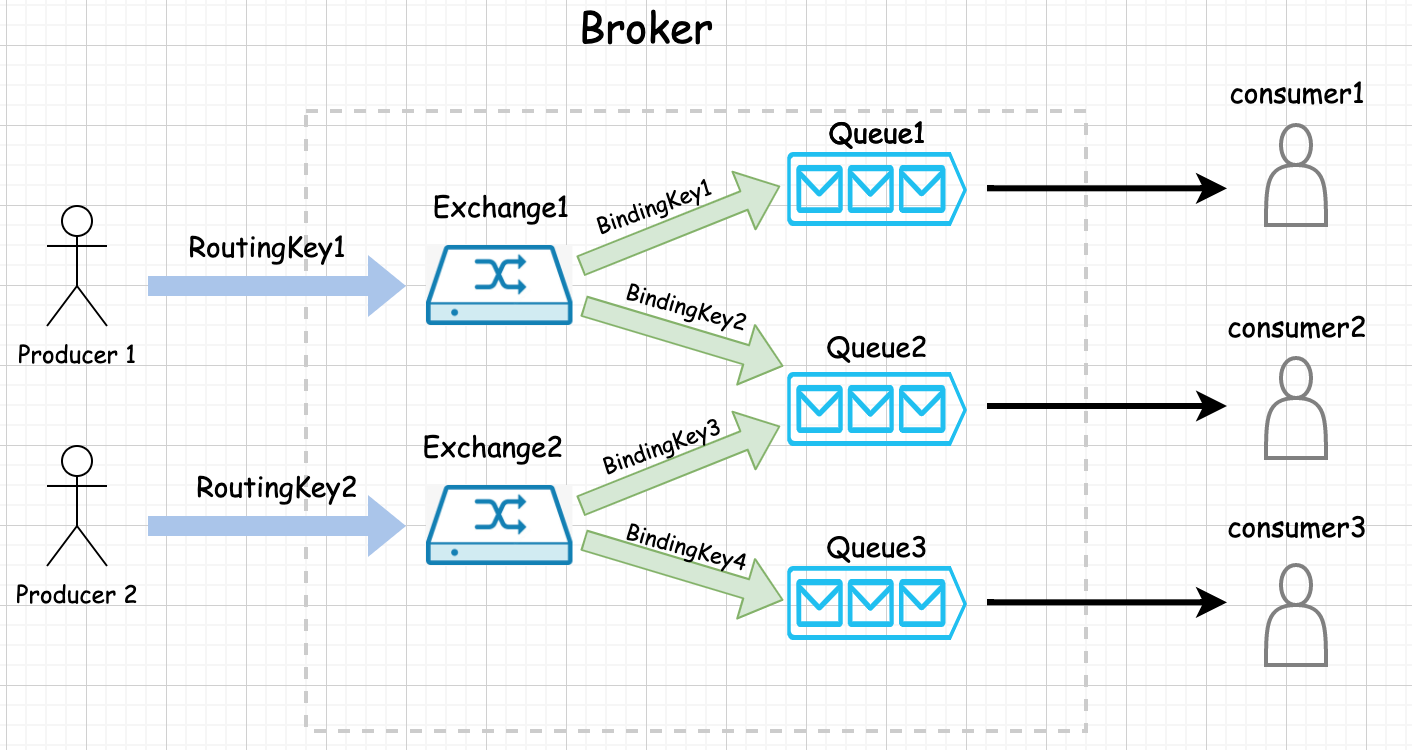 Broker
consumer1
Queue1
BindingKey1
Exchange1
RoutingKey1
BindingKey2
Producer 1
Queue2
consumer2
BindingKey3
Exchange2
RoutingKey2
BindingKey4
Queue3
consumer3
Producer 2